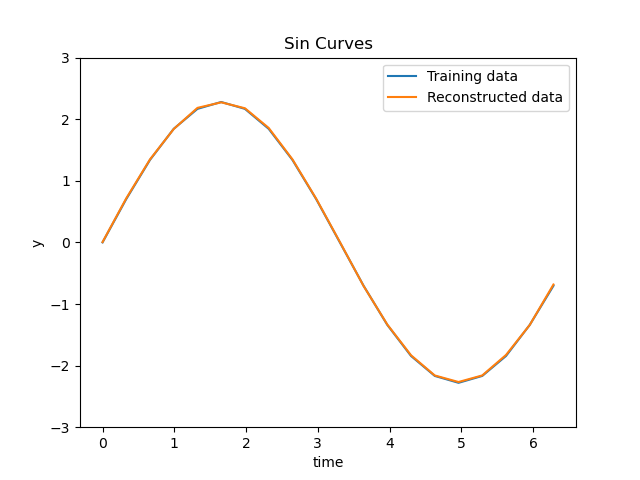 Sin Curves
Training data
Reconstructed data
3
2
1
0
−1
−2
−3
y
0 1 2 3 4 5 6
time